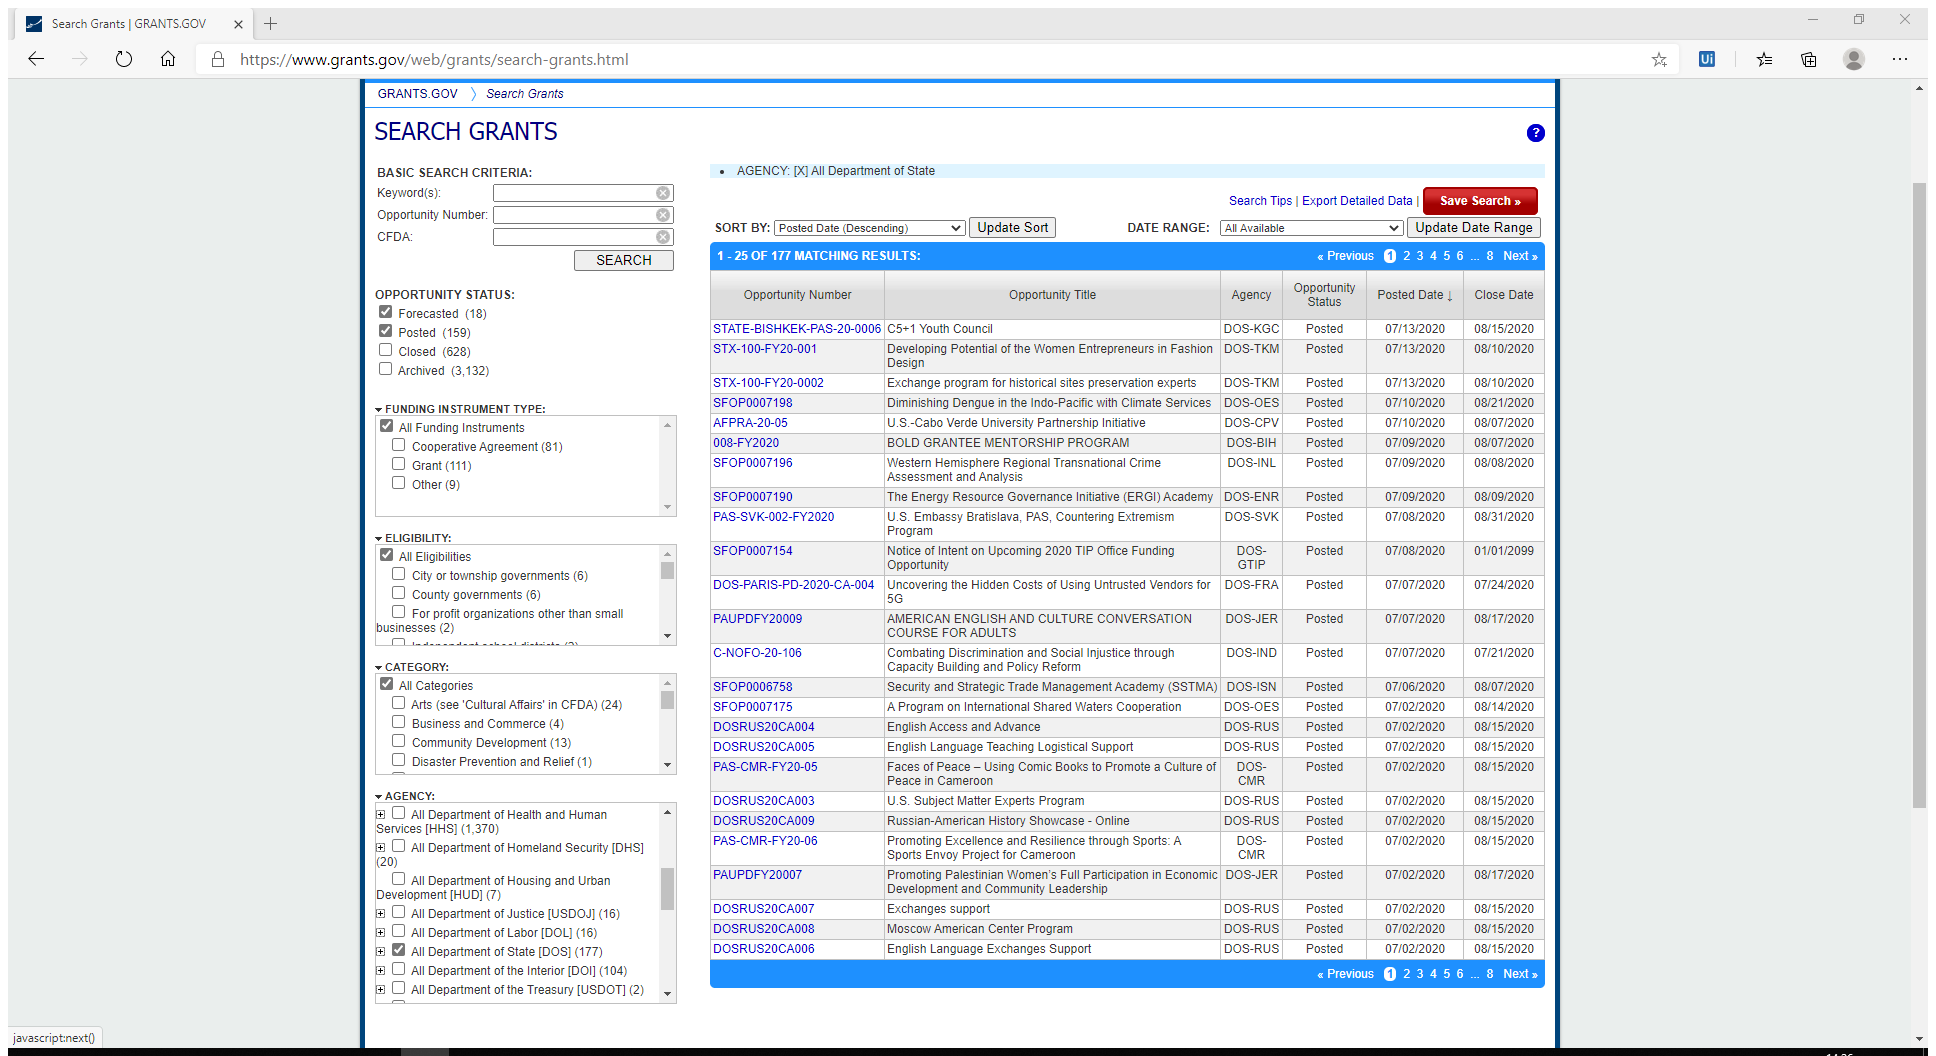 Search Grants | GRANTS.GOV
https://www.grants.gov/web/grants/search-grants.html
Ui
GRANTS.GOV Search Grants
SEARCH GRANTS
?
BASIC SEARCH CRITERIA:
Keyword(s):
Opportunity Number:
CFDA:
SEARCH
OPPORTUNITY STATUS:
Forecasted (18)
Posted (159)
Closed (628)
Archived (3,132)
FUNDING INSTRUMENT TYPE:
All Funding Instruments
Cooperative Agreement (81)
Grant (111)
Other (9)
ELIGIBILITY:
All Eligibilities
City or township governments (6)
County governments (6)
For profit organizations other than small
businesses (2)
CATEGORY:
All Categories
Arts (see 'Cultural Affairs' in CFDA) (24)
Business and Commerce (4)
Community Development (13)
Disaster Prevention and Relief (1)
AGENCY:
All Department of Health and Human
Services [HHS] (1,370)
All Department of Homeland Security [DHS]
(20)
All Department of Housing and Urban
Development [HUD] (7)
All Department of Justice [USDOJ] (16)
All Department of Labor [DOL] (16)
All Department of State [DOS] (177)
All Department of the Interior [DOI] (104)
All Department of the Treasury [USDOT] (2)
• AGENCY: [X] All Department of State
Search Tips | Export Detailed Data | Save Search »
SORT BY: Posted Date (Descending) Update Sort DATE RANGE: All Available Update Date Range
1 - 25 OF 177 MATCHING RESULTS: « Previous 1 2 3 4 5 6 ... 8 Next »
Opportunity Number Opportunity Title Agency Opportunity Status Posted Date ↓ Close Date
STATE-BISHKEK-PAS-20-0006 C5+1 Youth Council DOS-KGC Posted 07/13/2020 08/15/2020
STX-100-FY20-001 Developing Potential of the Women Entrepreneurs in Fashion DOS-TKM Posted 07/13/2020 08/10/2020
Design
STX-100-FY20-0002 Exchange program for historical sites preservation experts DOS-TKM Posted 07/13/2020 08/10/2020
SFOP0007198 Diminishing Dengue in the Indo-Pacific with Climate Services DOS-OES Posted 07/10/2020 08/21/2020
AFPRA-20-05 U.S.-Cabo Verde University Partnership Initiative DOS-CPV Posted 07/10/2020 08/07/2020
008-FY2020 BOLD GRANTEE MENTORSHIP PROGRAM DOS-BIH Posted 07/09/2020 08/07/2020
SFOP0007196 Western Hemisphere Regional Transnational Crime DOS-INL Posted 07/09/2020 08/08/2020
Assessment and Analysis
SFOP0007190 The Energy Resource Governance Initiative (ERGI) Academy DOS-ENR Posted 07/09/2020 08/09/2020
PAS-SVK-002-FY2020 U.S. Embassy Bratislava, PAS, Countering Extremism DOS-SVK Posted 07/08/2020 08/31/2020
Program
SFOP0007154 Notice of Intent on Upcoming 2020 TIP Office Funding DOS- Posted 07/08/2020 01/01/2099
Opportunity GTIP
DOS-PARIS-PD-2020-CA-004 Uncovering the Hidden Costs of Using Untrusted Vendors for DOS-FRA Posted 07/07/2020 07/24/2020
5G
PAUPDFY20009 AMERICAN ENGLISH AND CULTURE CONVERSATION DOS-JER Posted 07/07/2020 08/17/2020
COURSE FOR ADULTS
C-NOFO-20-106 Combating Discrimination and Social Injustice through DOS-IND Posted 07/07/2020 07/21/2020
Capacity Building and Policy Reform
SFOP0006758 Security and Strategic Trade Management Academy (SSTMA) DOS-ISN Posted 07/06/2020 08/07/2020
SFOP0007175 A Program on International Shared Waters Cooperation DOS-OES Posted 07/02/2020 08/14/2020
DOSRUS20CA004 English Access and Advance DOS-RUS Posted 07/02/2020 08/15/2020
DOSRUS20CA005 English Language Teaching Logistical Support DOS-RUS Posted 07/02/2020 08/15/2020
PAS-CMR-FY20-05 Faces of Peace – Using Comic Books to Promote a Culture of DOS- Posted 07/02/2020 08/15/2020
Peace in Cameroon CMR
DOSRUS20CA003 U.S. Subject Matter Experts Program DOS-RUS Posted 07/02/2020 08/15/2020
DOSRUS20CA009 Russian-American History Showcase - Online DOS-RUS Posted 07/02/2020 08/15/2020
PAS-CMR-FY20-06 Promoting Excellence and Resilience through Sports: A DOS- Posted 07/02/2020 08/15/2020
Sports Envoy Project for Cameroon CMR
PAUPDFY20007 Promoting Palestinian Women's Full Participation in Economic DOS-JER Posted 07/02/2020 08/17/2020
Development and Community Leadership
DOSRUS20CA007 Exchanges support DOS-RUS Posted 07/02/2020 08/15/2020
DOSRUS20CA008 Moscow American Center Program DOS-RUS Posted 07/02/2020 08/15/2020
DOSRUS20CA006 English Language Exchanges Support DOS-RUS Posted 07/02/2020 08/15/2020
« Previous 1 2 3 4 5 6 ... 8 Next »
javascript:next()